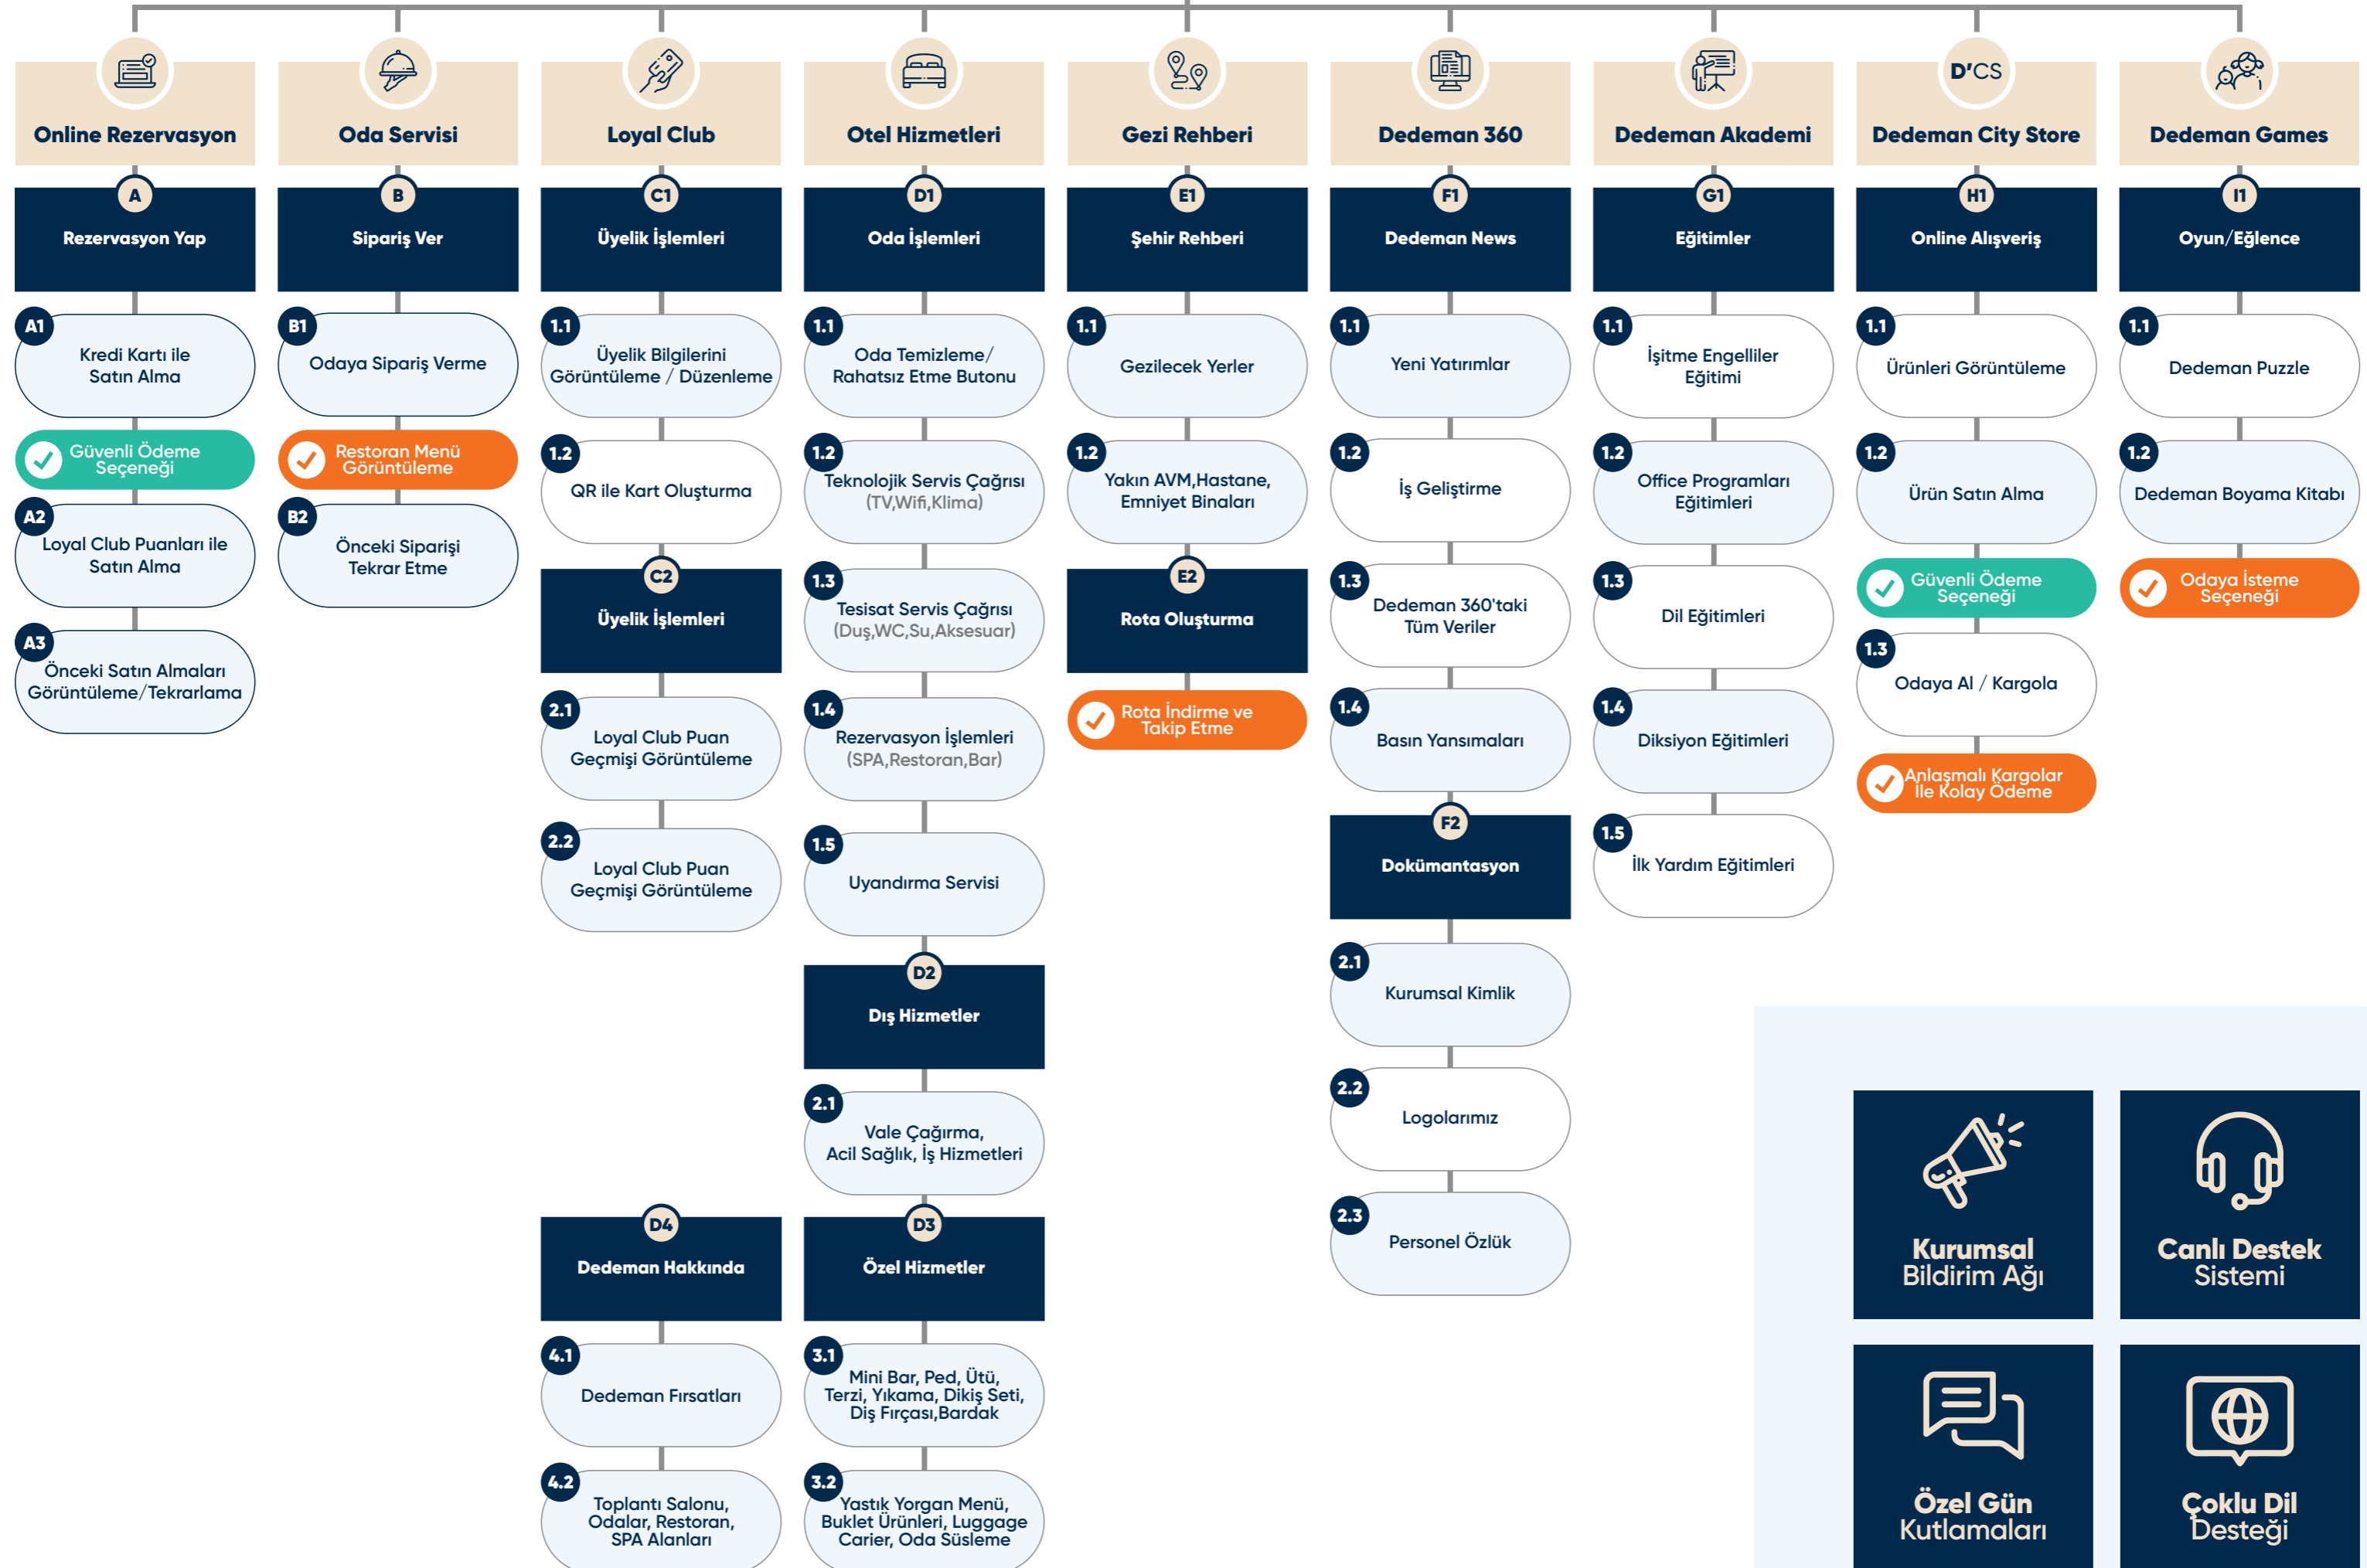 D'CS
Online Rezervasyon
Oda Servisi
Loyal Club
Otel Hizmetleri
Gezi Rehberi
Dedeman 360
Dedeman Akademi
Dedeman City Store
Dedeman Games
A
Rezervasyon Yap
A1
Kredi Kartı ile
Satın Alma
Güvenli Ödeme
Seçeneği
A2
Loyal Club Puanları ile
Satın Alma
A3
Önceki Satın Almaları
Görüntüleme/Tekrarlama
B
Sipariş Ver
B1
Odaya Sipariş Verme
Restoran Menü
Görüntüleme
B2
Önceki Siparişi
Tekrar Etme
C1
Üyelik İşlemleri
1.1
Üyelik Bilgilerini
Görüntüleme / Düzenleme
1.2
QR ile Kart Oluşturma
C2
Üyelik İşlemleri
2.1
Loyal Club Puan
Geçmişi Görüntüleme
2.2
Loyal Club Puan
Geçmişi Görüntüleme
D1
Oda İşlemleri
1.1
Oda Temizleme/
Rahatsız Etme Butonu
1.2
Teknolojik Servis Çağrısı
(TV,Wifi,Klima)
1.3
Tesisat Servis Çağrısı
(Duş,WC,Su,Aksesuar)
1.4
Rezervasyon İşlemleri
(SPA,Restoran,Bar)
1.5
Uyandırma Servisi
D2
Dış Hizmetler
2.1
Vale Çağırma,
Acil Sağlık, İş Hizmetleri
D3
Özel Hizmetler
3.1
Mini Bar, Ped, Ütü,
Terzi, Yıkama, Dikiş Seti,
Diş Fırçası,Bardak
3.2
Yastık Yorgan Menü,
Buklet Ürünleri, Luggage
Carier, Oda Süsleme
D4
Dedeman Hakkında
4.1
Dedeman Fırsatları
4.2
Toplantı Salonu,
Odalar, Restoran,
SPA Alanları
E1
Şehir Rehberi
1.1
Gezilecek Yerler
1.2
Yakın AVM,Hastane,
Emniyet Binaları
E2
Rota Oluşturma
Rota İndirme ve
Takip Etme
F1
Dedeman News
1.1
Yeni Yatırımlar
1.2
İş Geliştirme
1.3
Dedeman 360'taki
Tüm Veriler
1.4
Basın Yansımaları
F2
Dokümantasyon
2.1
Kurumsal Kimlik
2.2
Logolarımız
2.3
Personel Özlük
G1
Eğitimler
1.1
İşitme Engelliler
Eğitimi
1.2
Office Programları
Eğitimleri
1.3
Dil Eğitimleri
1.4
Diksiyon Eğitimleri
1.5
İlk Yardım Eğitimleri
H1
Online Alışveriş
1.1
Ürünleri Görüntüleme
1.2
Ürün Satın Alma
Güvenli Ödeme
Seçeneği
1.3
Odaya Al / Kargola
Anlaşmalı Kargolar
İle Kolay Ödeme
I1
Oyun/Eğlence
1.1
Dedeman Puzzle
1.2
Dedeman Boyama Kitabı
Odaya İsteme
Seçeneği
Kurumsal
Bildirim Ağı
Canlı Destek
Sistemi
Özel Gün
Kutlamaları
Çoklu Dil
Desteği